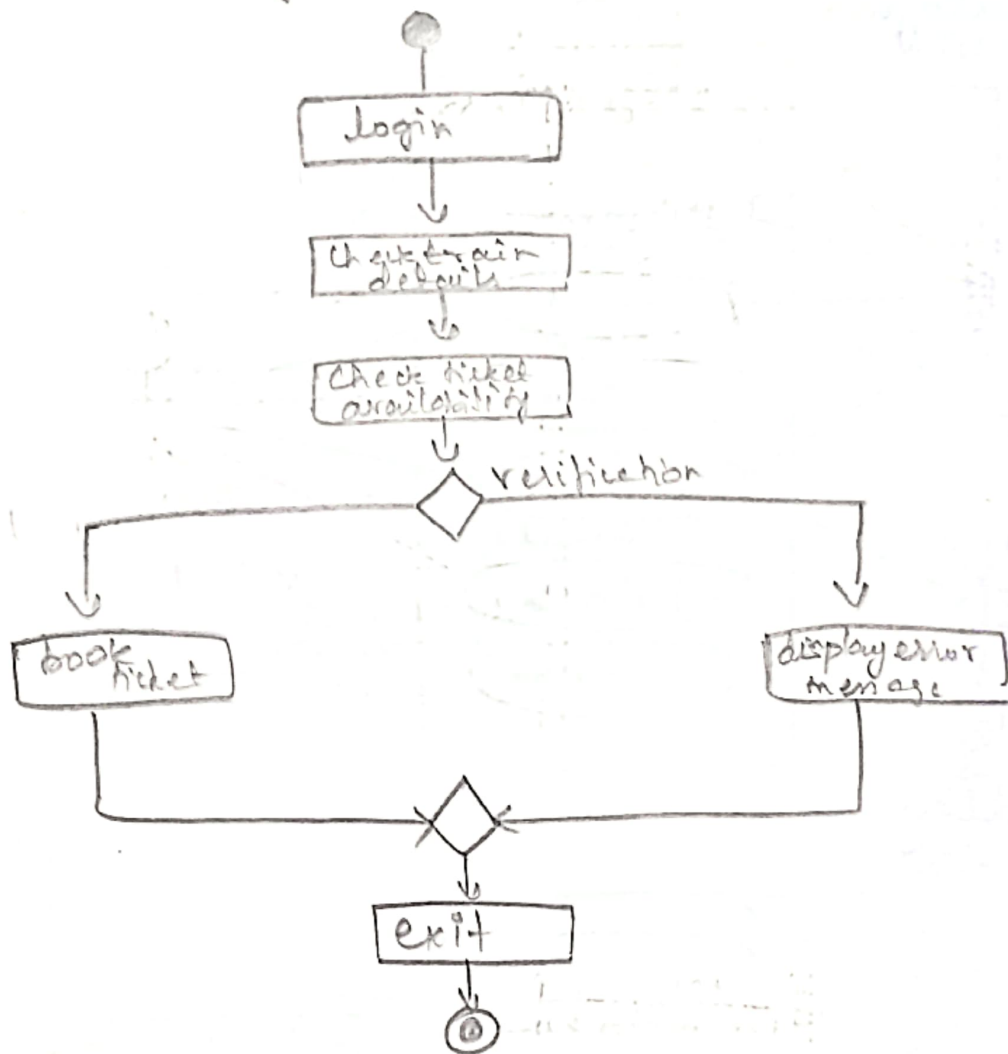 login
Check train
details
Check ticket
availability
verification
book
ticket
display error
message
exit